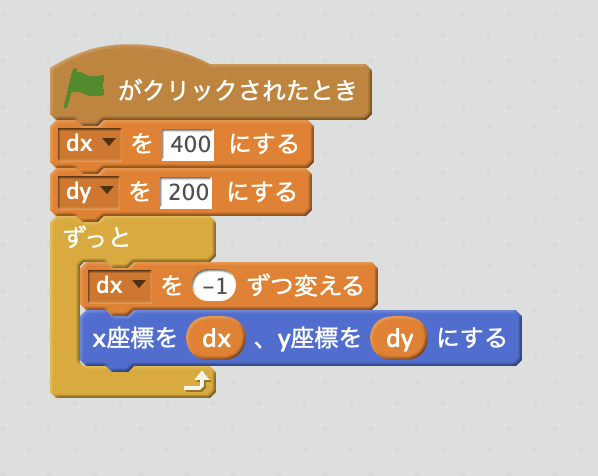 がクリックされたとき
dx を 400 にする
dy を 200 にする
ずっと
dx を -1 ずつ変える
x座標を dx 、y座標を dy にする